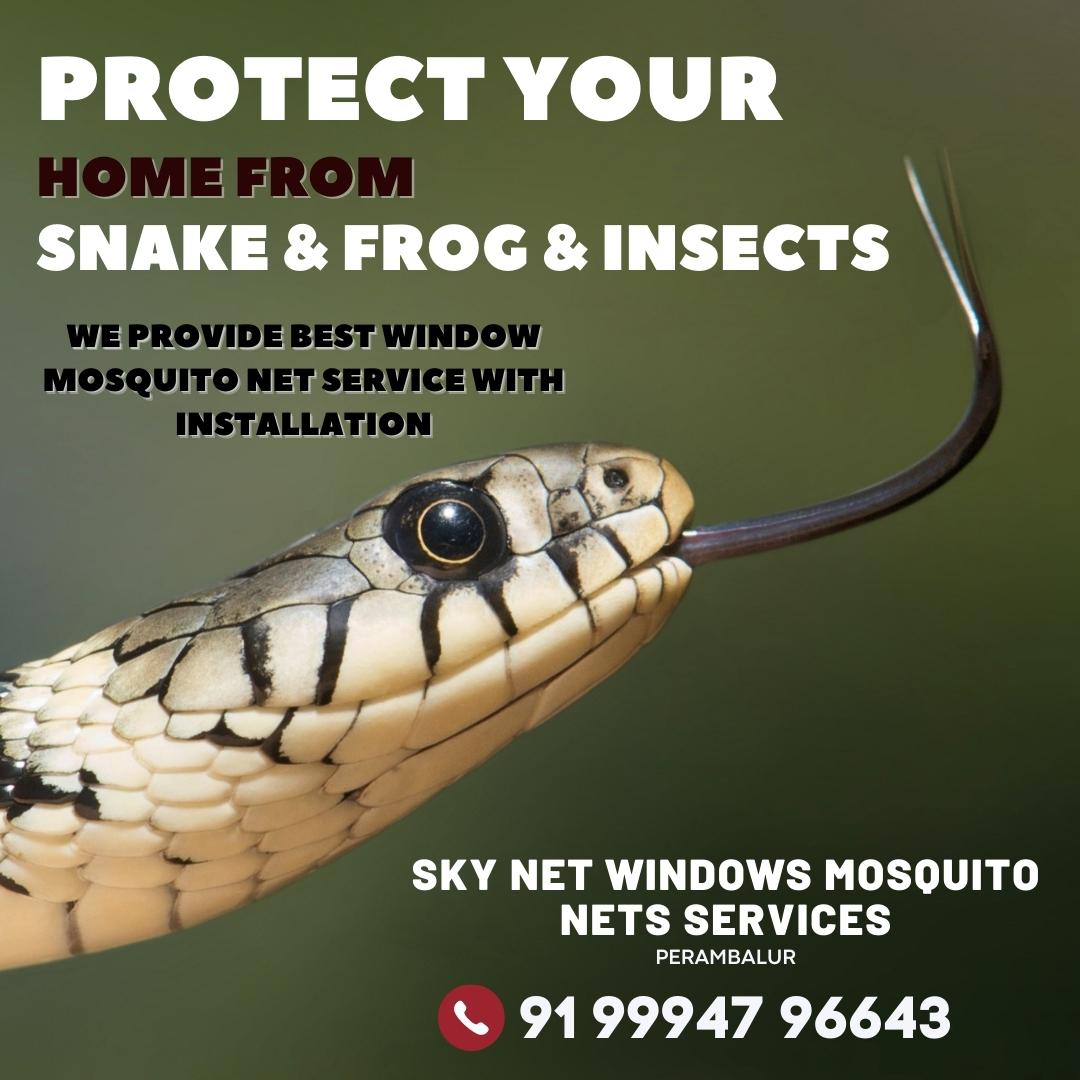 PROTECT YOUR
HOME FROM
SNAKE & FROG & INSECTS
WE PROVIDE BEST WINDOW
MOSQUITO NET SERVICE WITH
INSTALLATION
SKY NET WINDOWS MOSQUITO
NETS SERVICES
PERAMBALUR
91 99947 96643